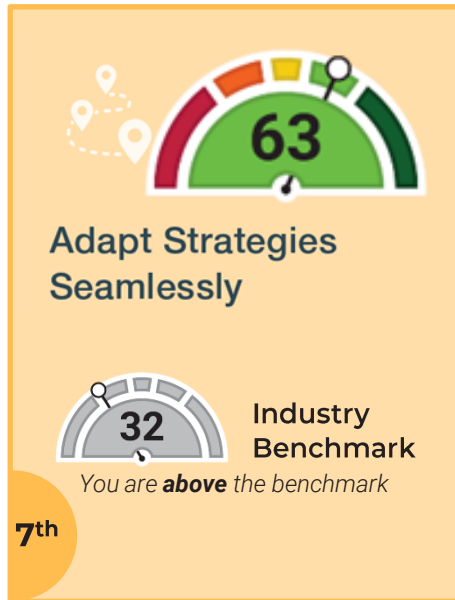 63
Adapt Strategies
Seamlessly
32
Industry
Benchmark
You are above the benchmark
7th